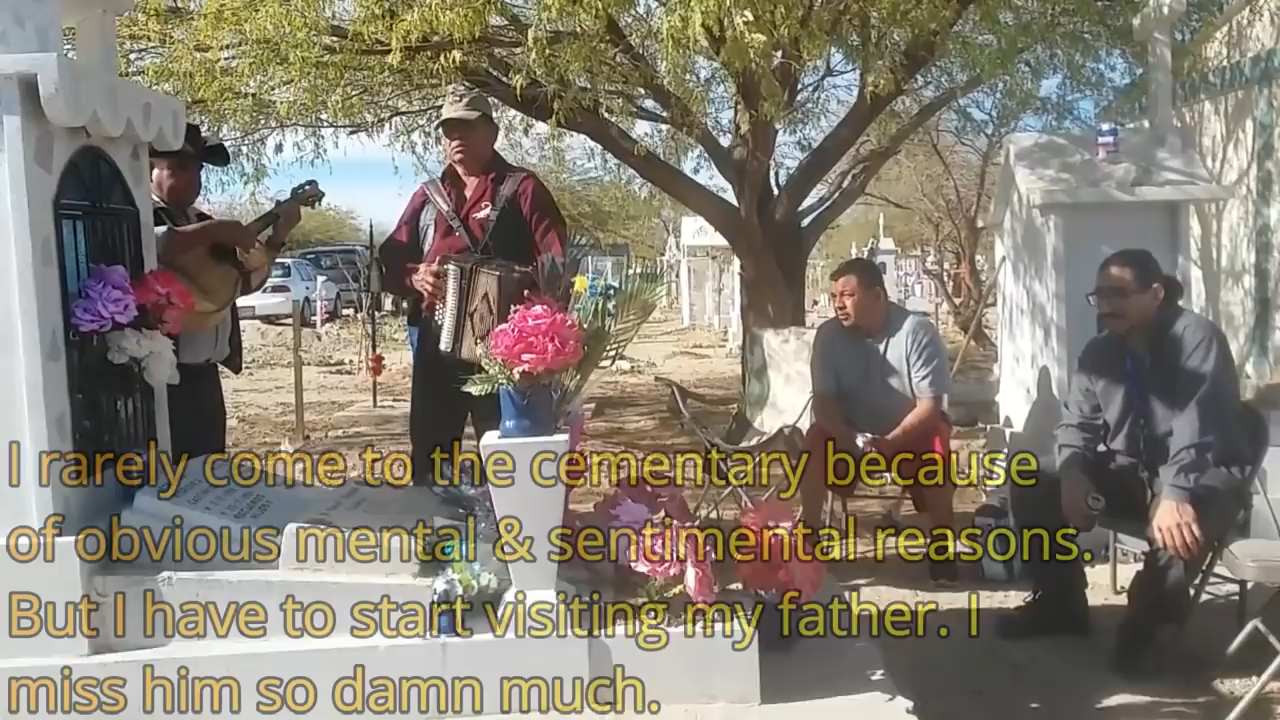 I rarely come to the cementary because
of obvious mental & sentimental reasons.
But I have to start visiting my father. I
miss him so damn much.